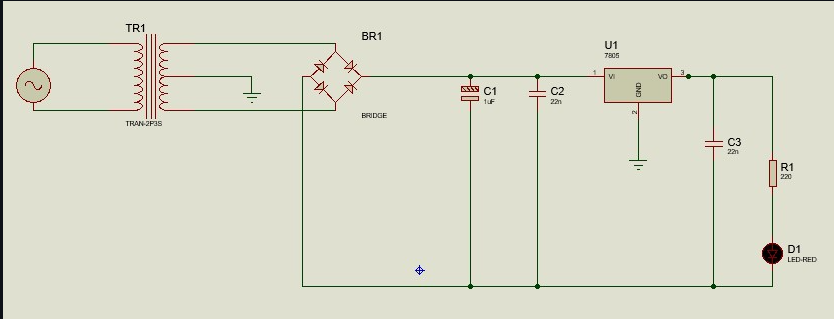 TR1
TRAN-2P3S
BR1
BRIDGE
C1
1uF
C2
22n
U1
7805
1
VI
VO
3
GND
2
C3
22n
R1
220
D1
LED-RED